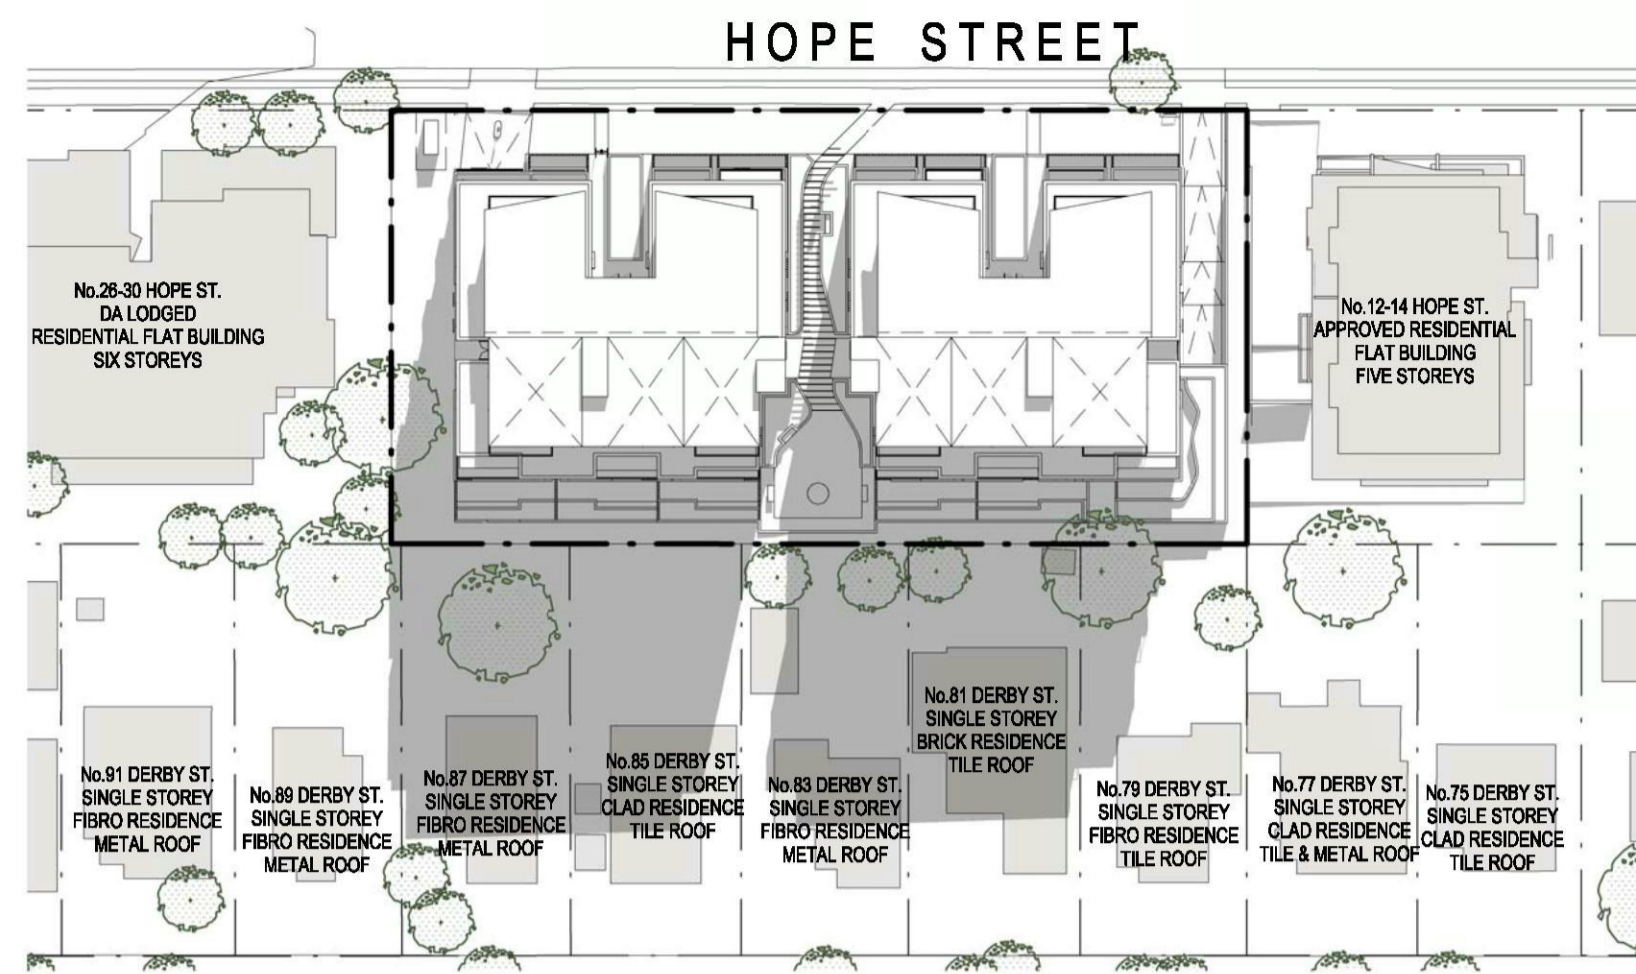 HOPE STREET
No.26-30 HOPE ST.
DA LODGED
RESIDENTIAL FLAT BUILDING
SIX STOREYS
No.12-14 HOPE ST.
APPROVED RESIDENTIAL
FLAT BUILDING
FIVE STOREYS
No.91 DERBY ST.
SINGLE STOREY
FIBRO RESIDENCE
METAL ROOF
No.89 DERBY ST.
SINGLE STOREY
FIBRO RESIDENCE
METAL ROOF
No.87 DERBY ST.
SINGLE STOREY
FIBRO RESIDENCE
METAL ROOF
No.85 DERBY ST.
SINGLE STOREY
CLAD RESIDENCE
TILE ROOF
No.83 DERBY ST.
SINGLE STOREY
FIBRO RESIDENCE
METAL ROOF
No.81 DERBY ST.
SINGLE STOREY
BRICK RESIDENCE
TILE ROOF
No.79 DERBY ST.
SINGLE STOREY
FIBRO RESIDENCE
TILE ROOF
No.77 DERBY ST.
SINGLE STOREY
CLAD RESIDENCE
TILE & METAL ROOF
No.75 DERBY ST.
SINGLE STOREY
CLAD RESIDENCE
TILE ROOF